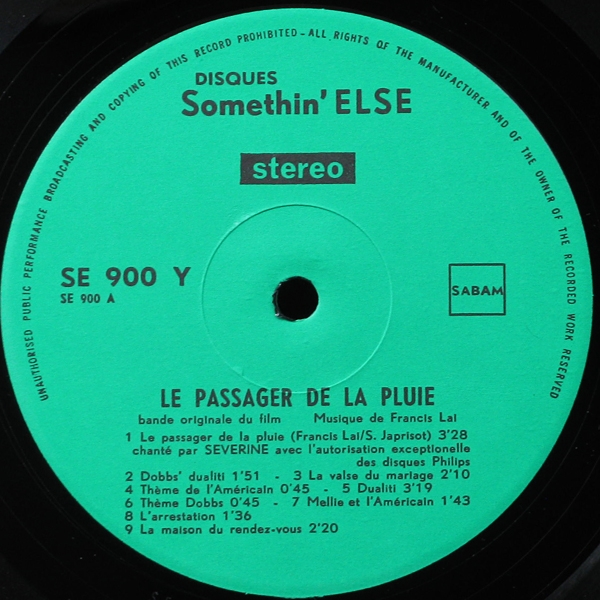 UNAUTHORISED PUBLIC PERFORMANCE BROADCASTING AND COPYING OF THIS RECORD PROHIBITED - ALL RIGHTS OF THE MANUFACTURER AND OF THE OWNER OF THE RECORDED WORK RESERVED
DISQUES
Somethin' ELSE
stereo
SE 900 Y
SE 900 A
SABAM
LE PASSAGER DE LA PLUIE
bande originale du film Musique de Francis Lai
1 Le passager de la pluie (Francis Lai/S. Japrisot) 3'28
chanté par SEVERINE avec l'autorisation exceptionelle
des disques Philips
2 Dobbs' dualiti 1'51 - 3 La valse du mariage 2'10
4 Thème de l'Américain 0'45 - 5 Dualiti 3'19
6 Thème Dobbs 0'45 - 7 Mellie et l'Américain 1'43
8 L'arrestation 1'36
9 La maison du rendez-vous 2'20